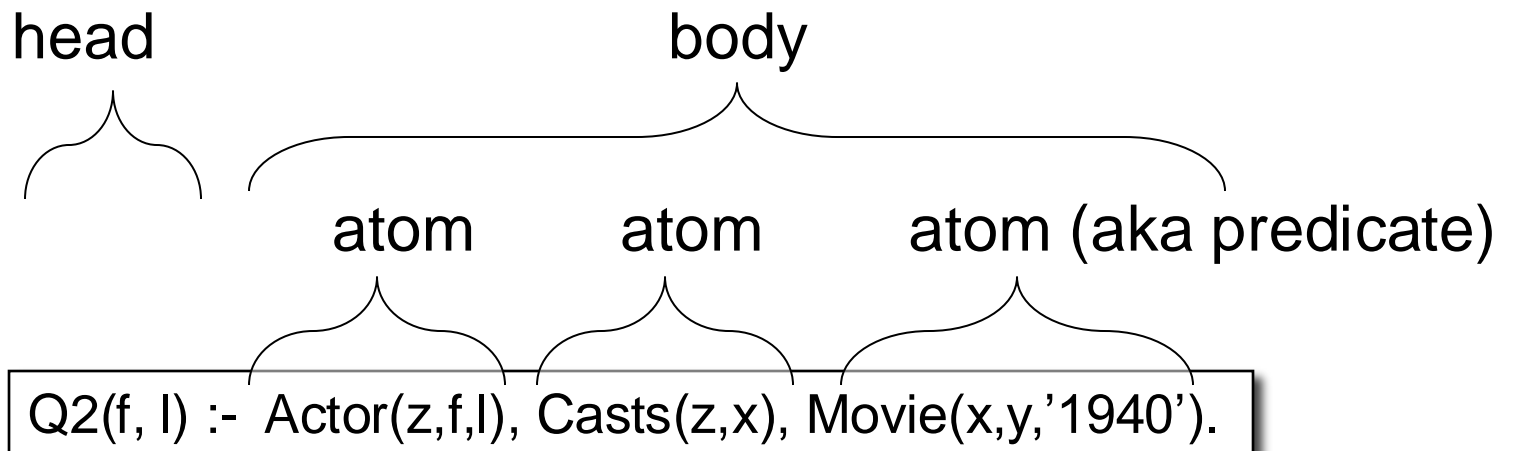 head body
atom atom atom (aka predicate)
Q2(f, l) :- Actor(z,f,l), Casts(z,x), Movie(x,y,’1940’).